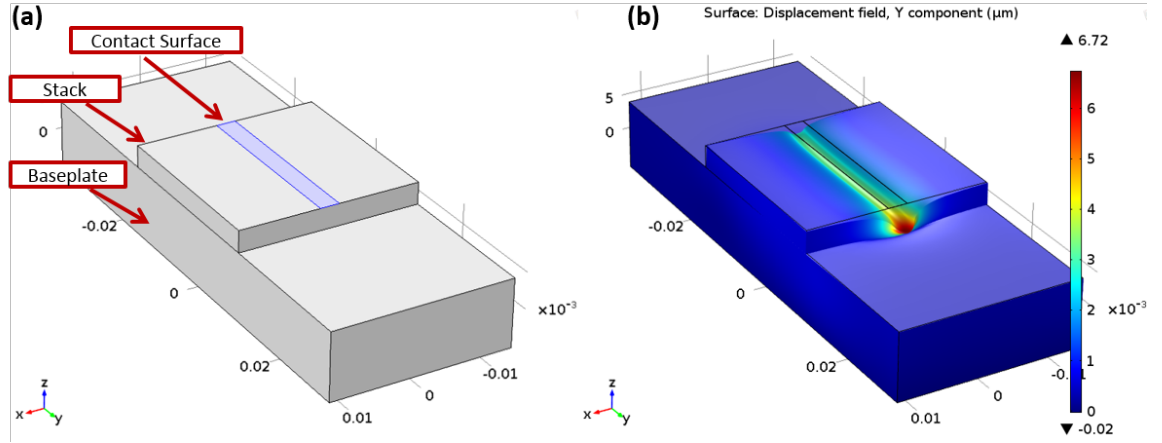 (a)
Contact Surface
Stack
0
Baseplate
-0.02
0
×10⁻³
0.02
-0.01
0
0.01
z
x
y
(b)
Surface: Displacement field, Y component (µm)
▲ 6.72
5
0
6
5
4
-0.02
3
0
×10⁻³
2
0.02
1
0
0
0.01
▼ -0.02
z
x
y